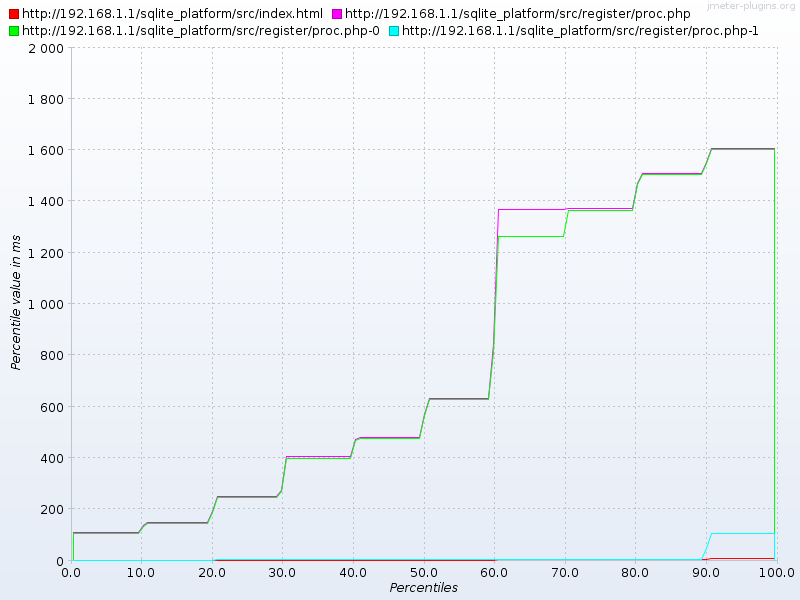 jmeter-plugins.org
http://192.168.1.1/sqlite_platform/src/index.html http://192.168.1.1/sqlite_platform/src/register/proc.php
http://192.168.1.1/sqlite_platform/src/register/proc.php-0 http://192.168.1.1/sqlite_platform/src/register/proc.php-1
2 000
1 800
1 600
1 400
1 200
1 000
800
600
400
200
0
Percentile value in ms
0.0 10.0 20.0 30.0 40.0 50.0 60.0 70.0 80.0 90.0 100.0
Percentiles